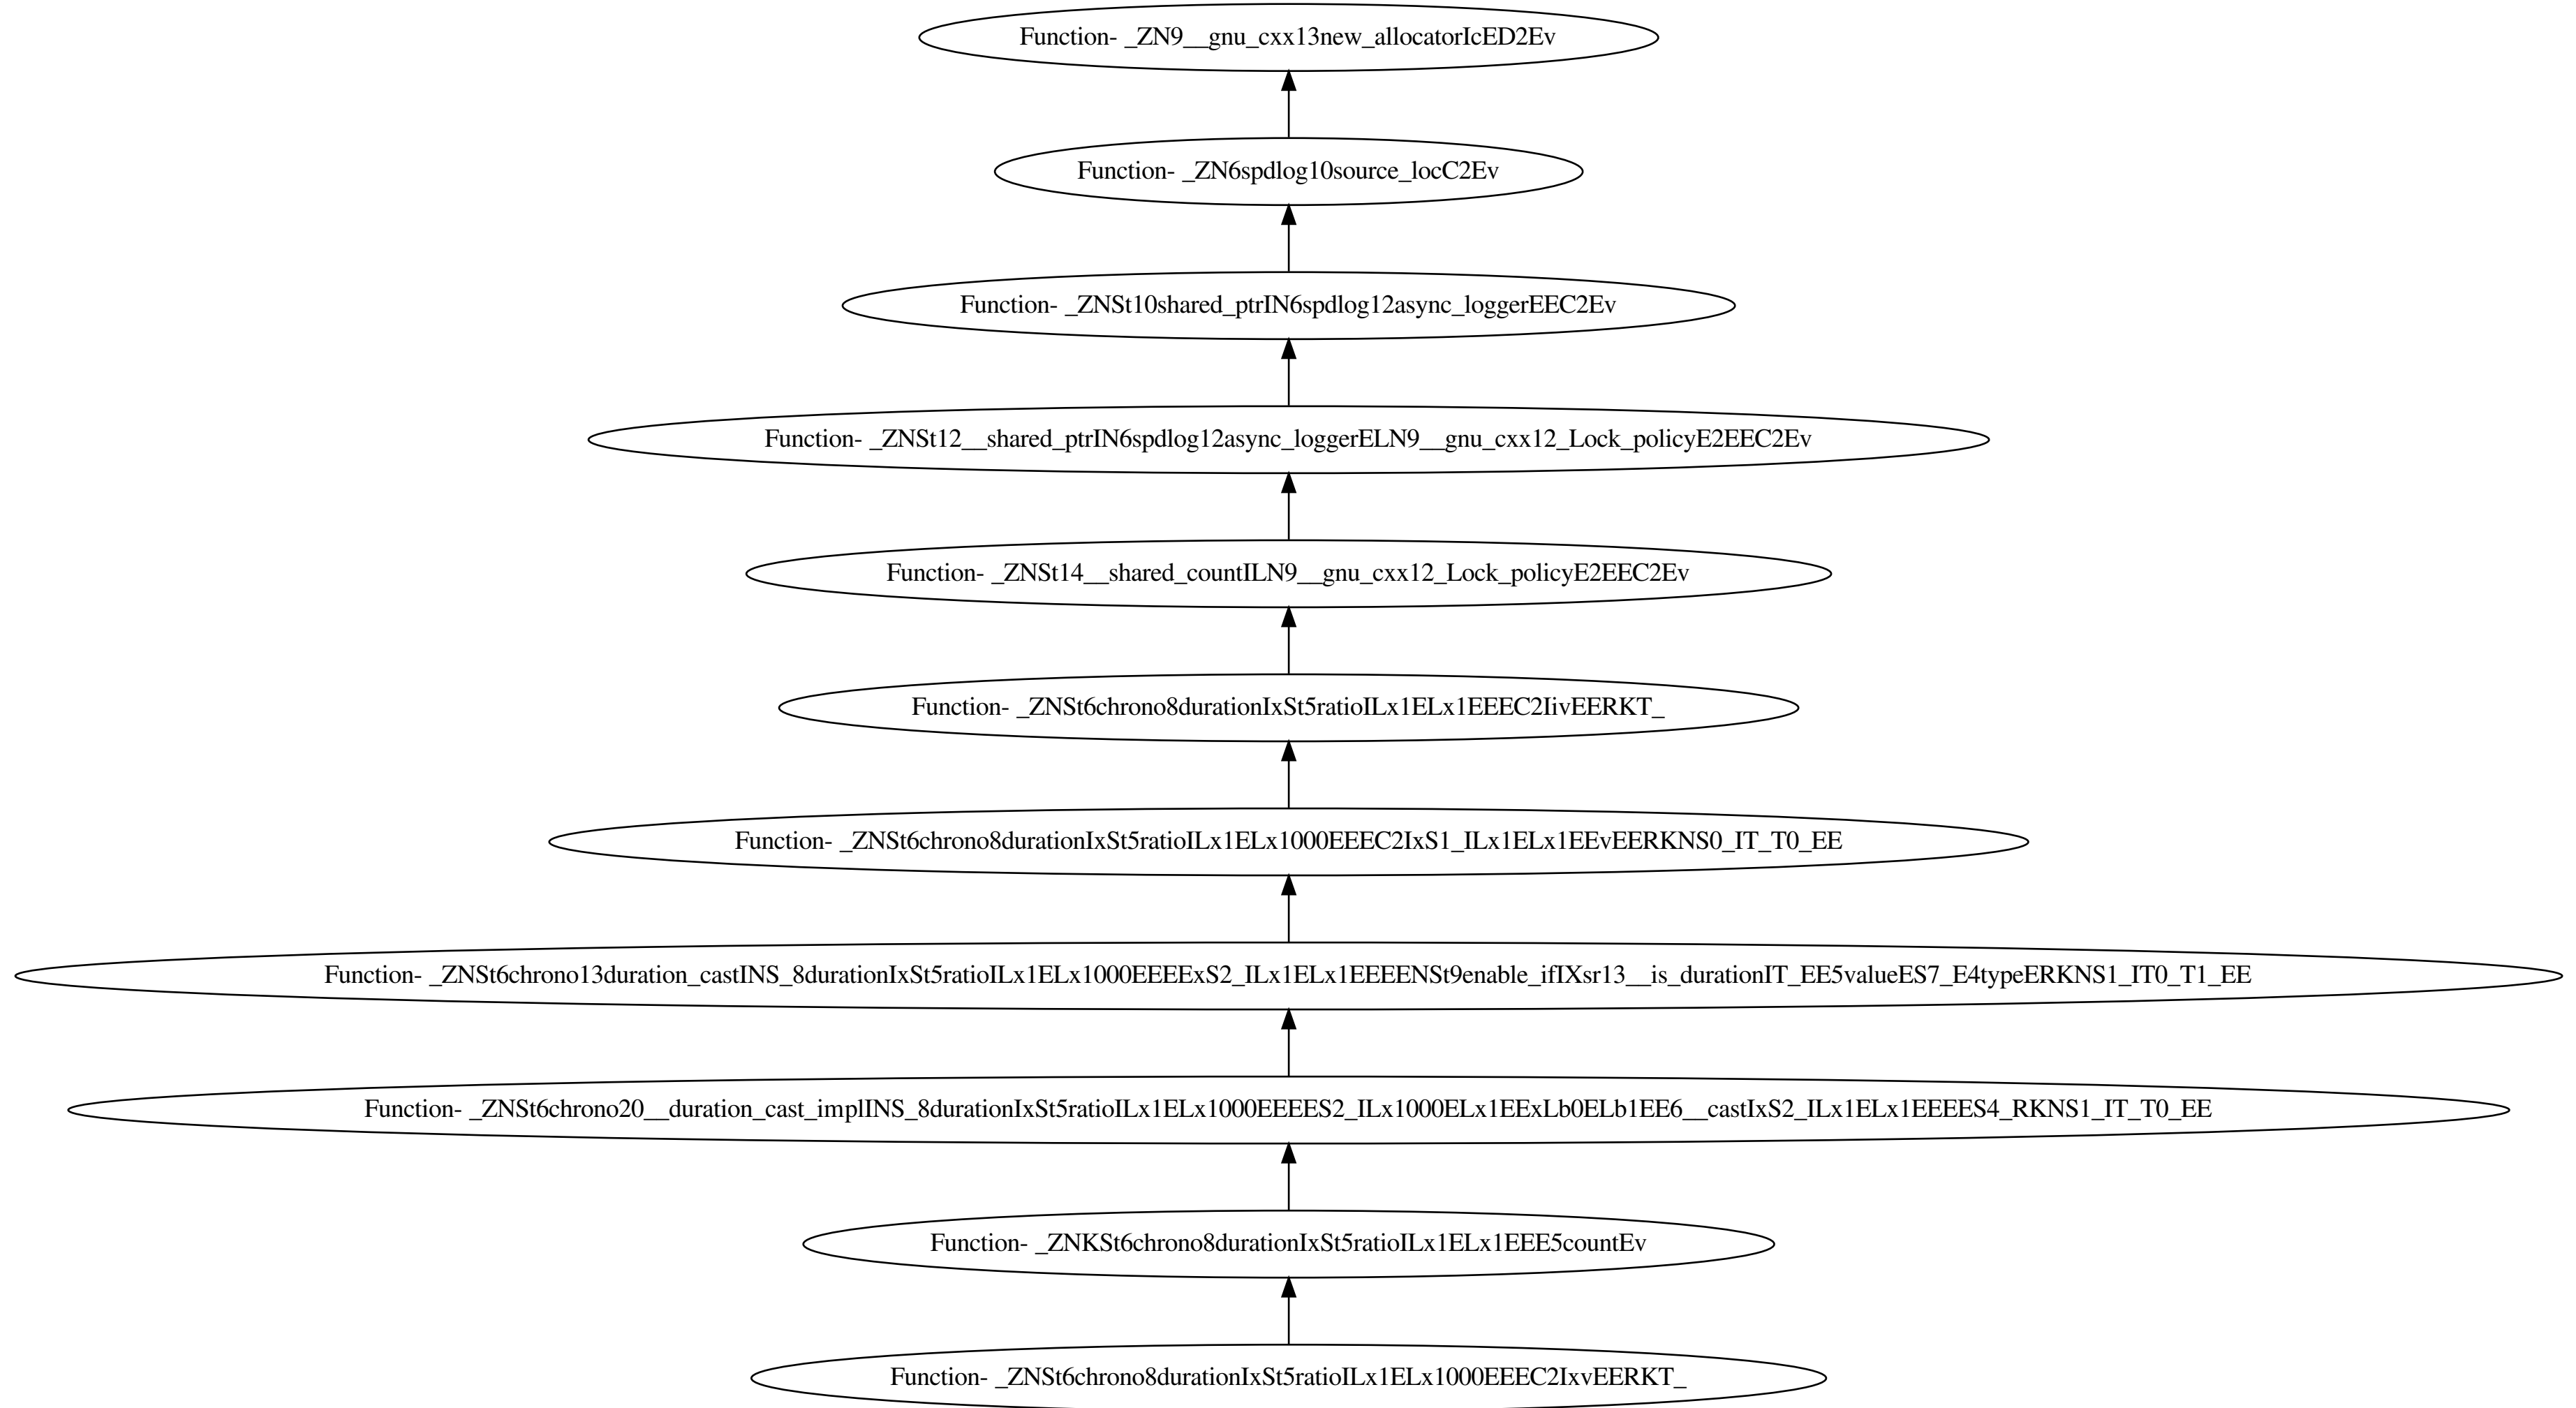 Function- _ZN9__gnu_cxx13new_allocatorIcED2Ev
Function- _ZN6spdlog10source_locC2Ev
Function- _ZNSt10shared_ptrIN6spdlog12async_loggerEEC2Ev
Function- _ZNSt12__shared_ptrIN6spdlog12async_loggerELN9__gnu_cxx12_Lock_policyE2EEC2Ev
Function- _ZNSt14__shared_countILN9__gnu_cxx12_Lock_policyE2EEC2Ev
Function- _ZNSt6chrono8durationIxSt5ratioILx1ELx1EEEC2IivEERKT_
Function- _ZNSt6chrono8durationIxSt5ratioILx1ELx1000EEEC2IxS1_ILx1ELx1EEvEERKNS0_IT_T0_EE
Function- _ZNSt6chrono13duration_castINS_8durationIxSt5ratioILx1ELx1000EEEExS2_ILx1ELx1EEEENSt9enable_ifIXsr13__is_durationIT_EE5valueES7_E4typeERKNS1_IT0_T1_EE
Function- _ZNSt6chrono20__duration_cast_implINS_8durationIxSt5ratioILx1ELx1000EEEES2_ILx1000ELx1EExLb0ELb1EE6__castIxS2_ILx1ELx1EEEES4_RKNS1_IT_T0_EE
Function- _ZNKSt6chrono8durationIxSt5ratioILx1ELx1EEE5countEv
Function- _ZNSt6chrono8durationIxSt5ratioILx1ELx1000EEEC2IxvEERKT_